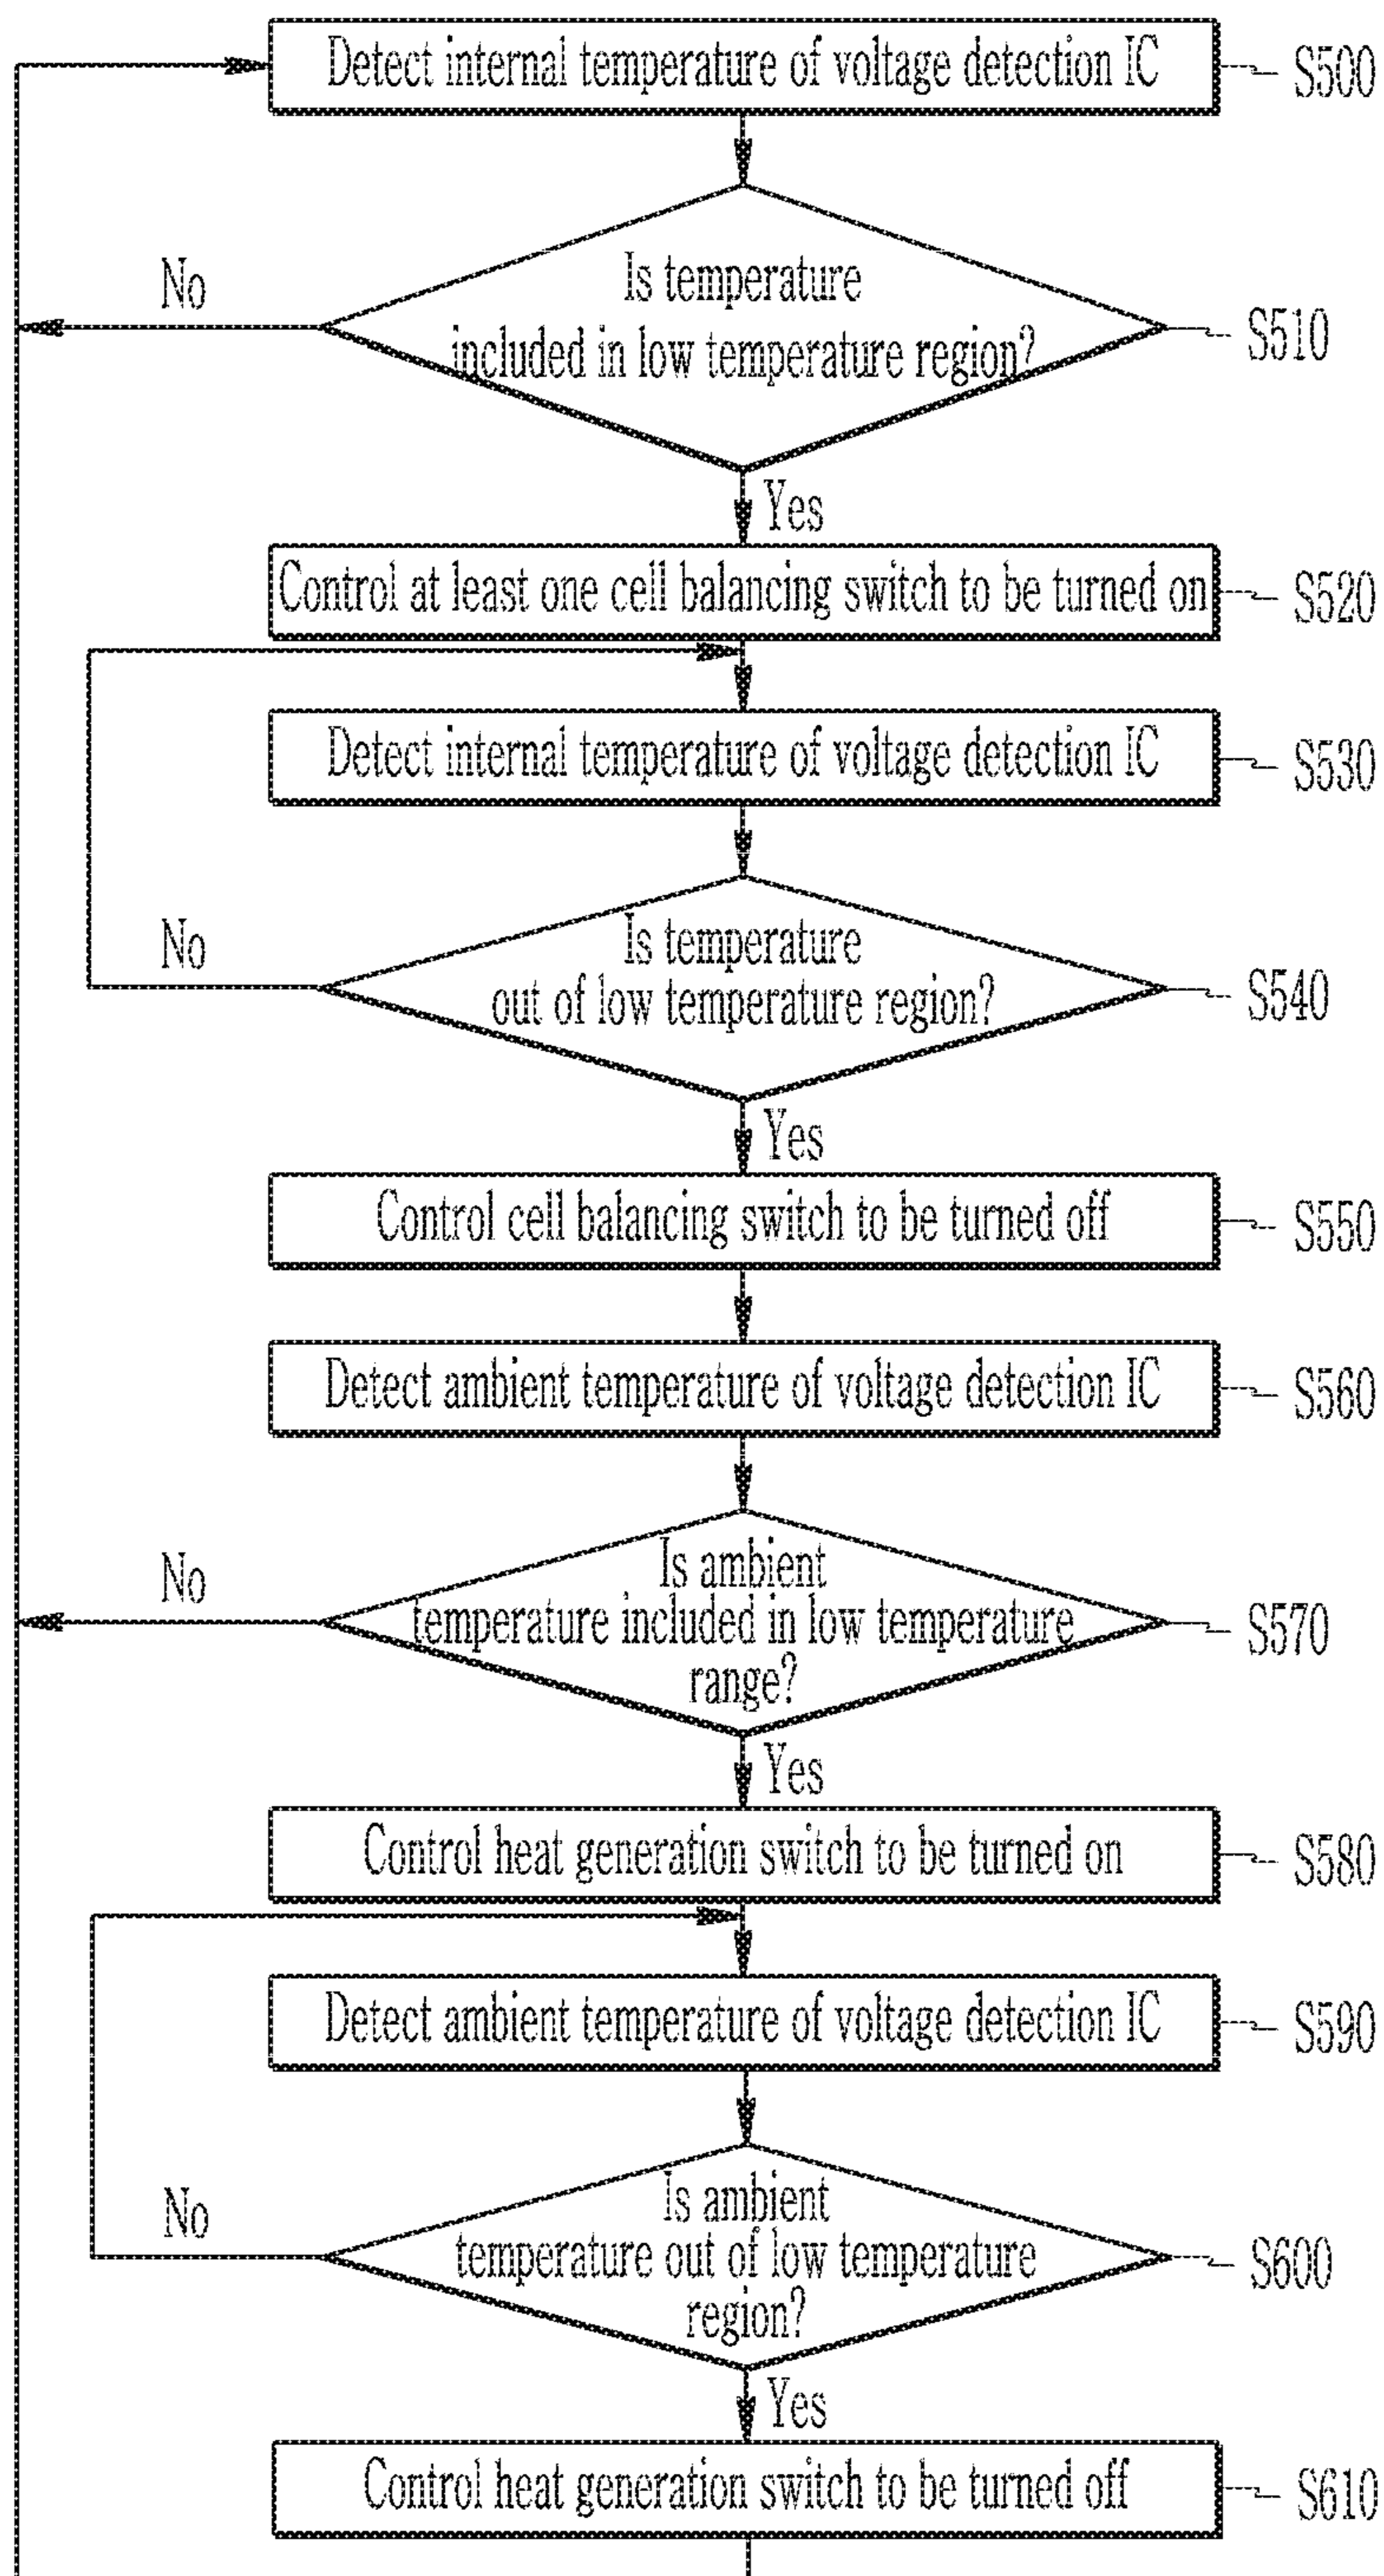 Detect internal temperature of voltage detection IC
S500
Is temperature
included in low temperature region?
No
S510
Yes
Control at least one cell balancing switch to be turned on
S520
Detect internal temperature of voltage detection IC
S530
Is temperature
out of low temperature region?
No
S540
Yes
Control cell balancing switch to be turned off
S550
Detect ambient temperature of voltage detection IC
S560
Is ambient
temperature included in low temperature
range?
No
S570
Yes
Control heat generation switch to be turned on
S580
Detect ambient temperature of voltage detection IC
S590
Is ambient
temperature out of low temperature
region?
No
S600
Yes
Control heat generation switch to be turned off
S610